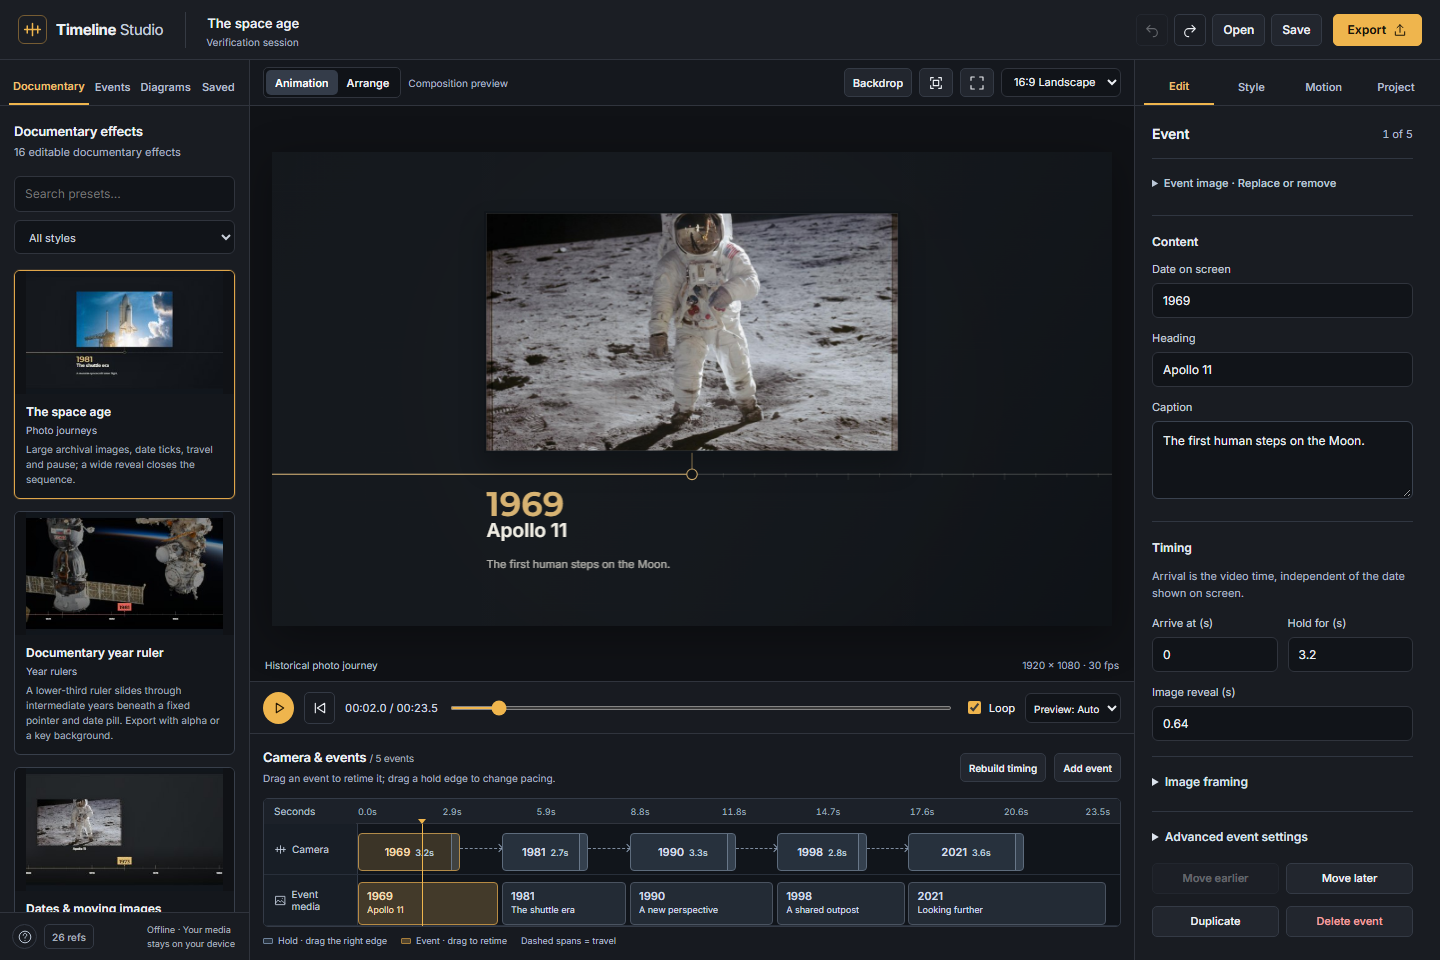 Timeline Studio
The space age
Verification session
Open
Save
Export
Documentary
Events
Diagrams
Saved
Documentary effects
16 editable documentary effects
Search presets...
All styles
1981
The shuttle era
The space age
Photo journeys
Large archival images, date ticks, travel
and pause; a wide reveal closes the
sequence.
Documentary year ruler
Year rulers
A lower-third ruler slides through
intermediate years beneath a fixed
pointer and date pill. Export with alpha or
a key background.
Apollo 11
Dates & moving images
26 refs
Offline · Your media
stays on your device
Animation
Arrange
Composition preview
Backdrop
16:9 Landscape
1969
Apollo 11
The first human steps on the Moon.
Historical photo journey
1920 × 1080 · 30 fps
00:02.0 / 00:23.5
Loop
Preview: Auto
Camera & events / 5 events
Drag an event to retime it; drag a hold edge to change pacing.
Rebuild timing
Add event
Seconds
0.0s
2.9s
5.9s
8.8s
11.8s
14.7s
17.6s
20.6s
23.5s
Camera
1969 3.2s
1981 2.7s
1990 3.3s
1998 2.8s
2021 3.6s
Event
media
1969
Apollo 11
1981
The shuttle era
1990
A new perspective
1998
A shared outpost
2021
Looking further
Hold · drag the right edge
Event · drag to retime
Dashed spans = travel
Edit
Style
Motion
Project
Event
1 of 5
Event image · Replace or remove
Content
Date on screen
1969
Heading
Apollo 11
Caption
The first human steps on the Moon.
Timing
Arrival is the video time, independent of the date
shown on screen.
Arrive at (s)
Hold for (s)
0
3.2
Image reveal (s)
0.64
Image framing
Advanced event settings
Move earlier
Move later
Duplicate
Delete event